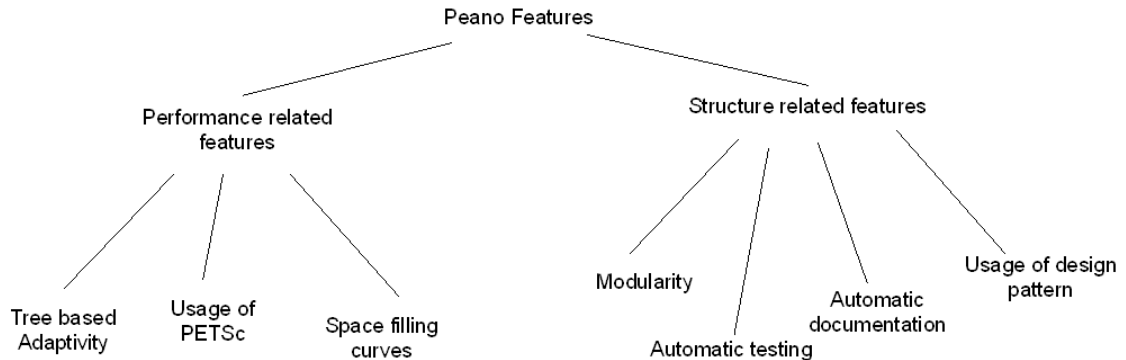 Peano Features
Performance related
features
Structure related features
Tree based
Adaptivity
Usage of
PETSc
Space filling
curves
Modularity
Automatic testing
Automatic
documentation
Usage of design
pattern